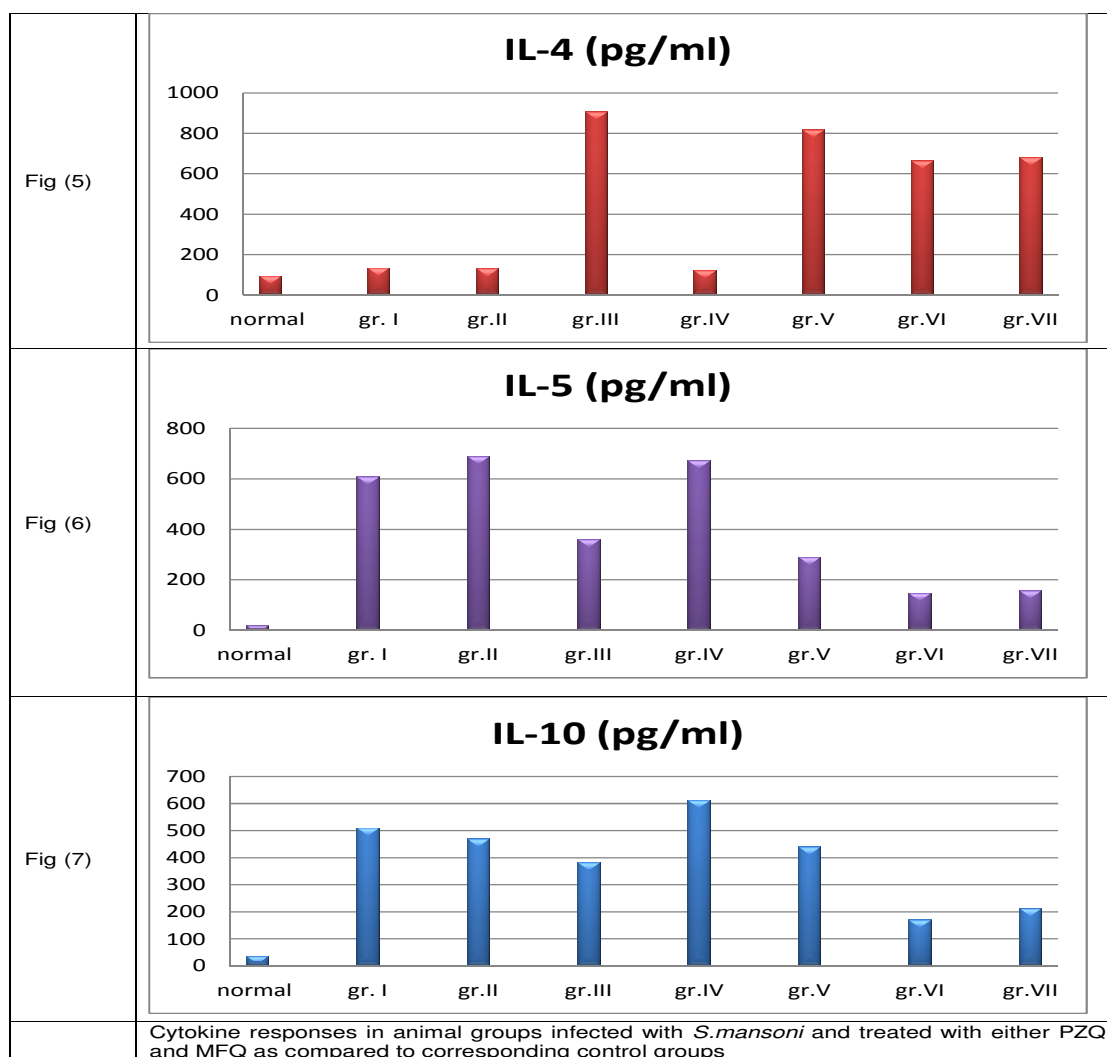 IL-4 (pg/ml)
1000
800
600
400
200
0
normal gr. I gr.II gr.III gr.IV gr.V gr.VI gr.VII
Fig (5)
IL-5 (pg/ml)
800
600
400
200
0
normal gr. I gr.II gr.III gr.IV gr.V gr.VI gr.VII
Fig (6)
IL-10 (pg/ml)
700
600
500
400
300
200
100
0
normal gr. I gr.II gr.III gr.IV gr.V gr.VI gr.VII
Fig (7)
Cytokine responses in animal groups infected with S.mansoni and treated with either PZQ
and MFQ as compared to corresponding control groups